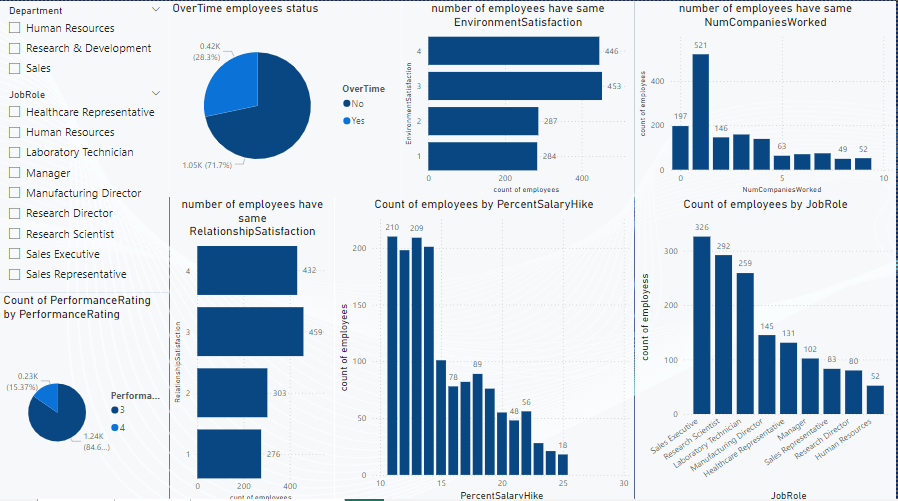 Department
Human Resources
Research & Development
Sales
JobRole
Healthcare Representative
Human Resources
Laboratory Technician
Manager
Manufacturing Director
Research Director
Research Scientist
Sales Executive
Sales Representative
Count of PerformanceRating
by PerformanceRating
0.23K
(15.37%)
1.24K
(84.6...)
Performa...
3
4
OverTime employees status
0.42K
(28.3%)
1.05K (71.7%)
OverTime
No
Yes
number of employees have same
EnvironmentSatisfaction
EnvironmentSatisfaction
4
446
3
453
2
287
1
284
0
200
400
count of employees
number of employees have same
NumCompaniesWorked
count of employees
400
200
0
197
521
146
63
49
52
0
5
10
NumCompaniesWorked
number of employees have
same
RelationshipSatisfaction
RelationshipSatisfaction
4
432
3
459
2
303
1
276
0
200
400
count of employees
Count of employees by PercentSalaryHike
count of employees
200
150
100
50
0
210
209
78
89
48
56
18
10
15
20
25
30
PercentSalaryHike
Count of employees by JobRole
count of employess
300
200
100
0
326
292
259
145
131
102
83
80
52
Sales Executive
Research Scientist
Laboratory Technician
Manufacturing Director
Healthcare Representative
Manager
Sales Representative
Research Director
Human Resources
JobRole